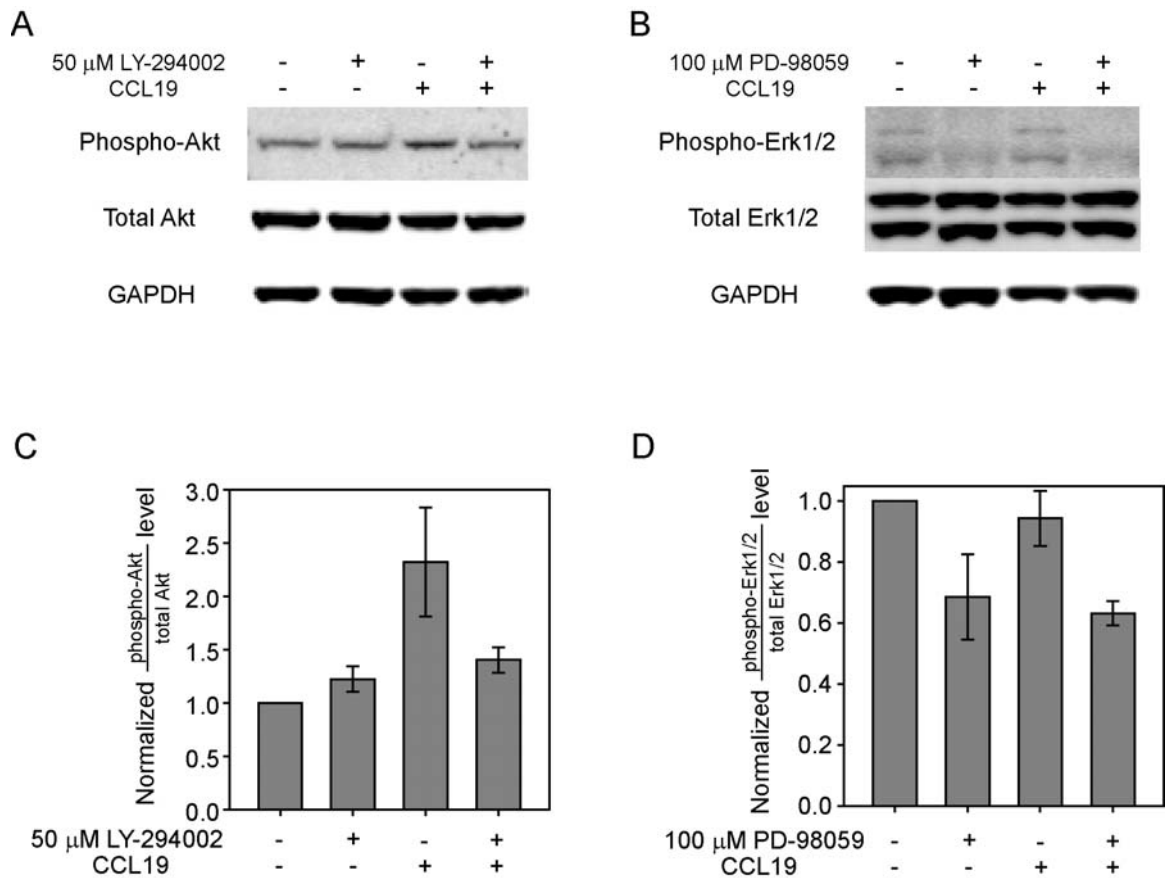 A
50 μM LY-294002 - + - +
CCL19 - - + +
Phospho-Akt
Total Akt
GAPDH
B
100 μM PD-98059 - + - +
CCL19 - - + +
Phospho-Erk1/2
Total Erk1/2
GAPDH
C
Normalized phospho-Akt/total Akt level
3.0
2.5
2.0
1.5
1.0
0.5
0.0
50 μM LY-294002 - + - +
CCL19 - - + +
D
Normalized phospho-Erk1/2/total Erk1/2 level
1.0
0.8
0.6
0.4
0.2
0.0
100 μM PD-98059 - + - +
CCL19 - - + +